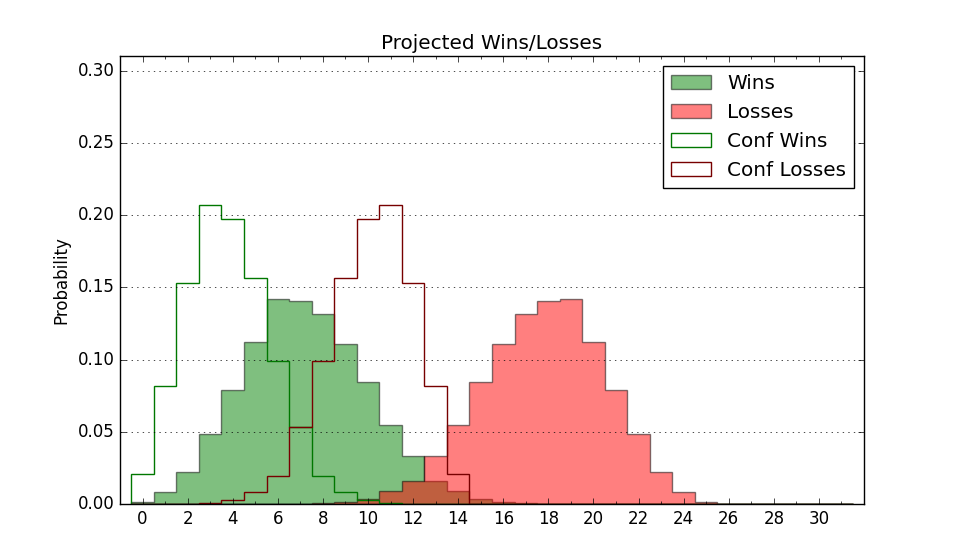 Projected Wins/Losses
0.30
0.25
0.20
0.15
0.10
0.05
0.00
Probability
Wins
Losses
Conf Wins
Conf Losses
0 2 4 6 8 10 12 14 16 18 20 22 24 26 28 30